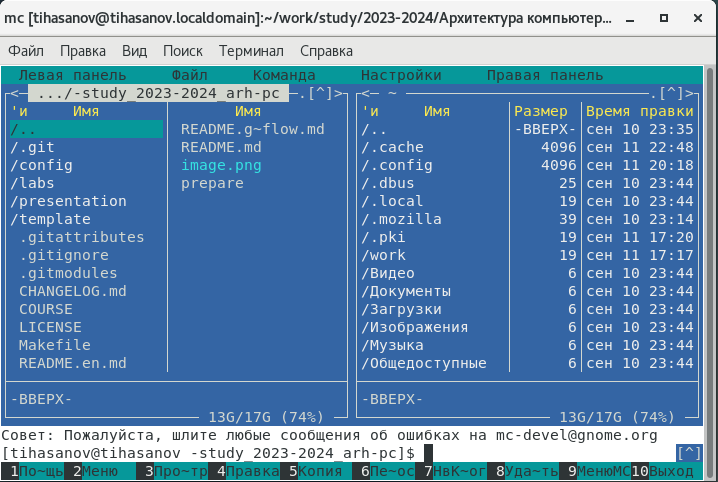 mc [tihasanov@tihasanov.localdomain]:~/work/study/2023-2024/Архитектура компьютер...
Файл Правка Вид Поиск Терминал Справка
Левая панель Файл Команда Настройки Правая панель
<— .../-study_2023-2024_arh-pc —.[^]> <— ~ —.[^]>
'и Имя Имя 'и Имя Размер Время правки
/.. README.g~flow.md /.. -ВВЕРХ- сен 10 23:35
/.git README.md /.cache 4096 сен 11 22:48
/config image.png /.config 4096 сен 11 20:18
/labs prepare /.dbus 25 сен 10 23:44
/presentation /.local 19 сен 10 23:44
/template /.mozilla 39 сен 10 23:14
.gitattributes /.pki 19 сен 11 17:20
.gitignore /work 19 сен 11 17:17
.gitmodules /Видео 6 сен 10 23:44
CHANGELOG.md /Документы 6 сен 10 23:44
COURSE /Загрузки 6 сен 10 23:44
LICENSE /Изображения 6 сен 10 23:44
Makefile /Музыка 6 сен 10 23:44
README.en.md /Общедоступные 6 сен 10 23:44
-ВВЕРХ- -ВВЕРХ-
13G/17G (74%) 13G/17G (74%)
Совет: Пожалуйста, шлите любые сообщения об ошибках на mc-devel@gnome.org
[tihasanov@tihasanov -study_2023-2024_arh-pc]$ [^]
1По~щь 2Меню 3Про~тр 4Правка 5Копия 6Пе~ос 7НвК~ог 8Уда~ть 9МенюMC 10Выход